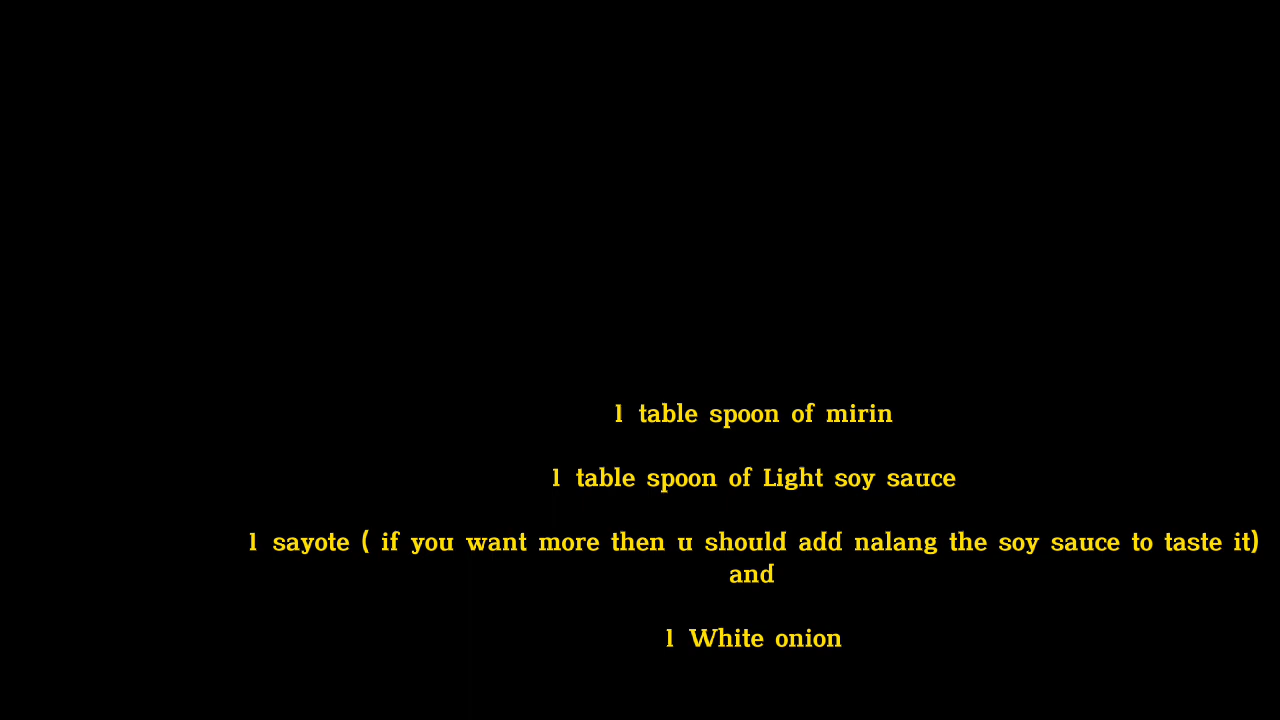 1 table spoon of mirin
1 table spoon of Light soy sauce
1 sayote ( if you want more then u should add nalang the soy sauce to taste it)
and
1 White onion